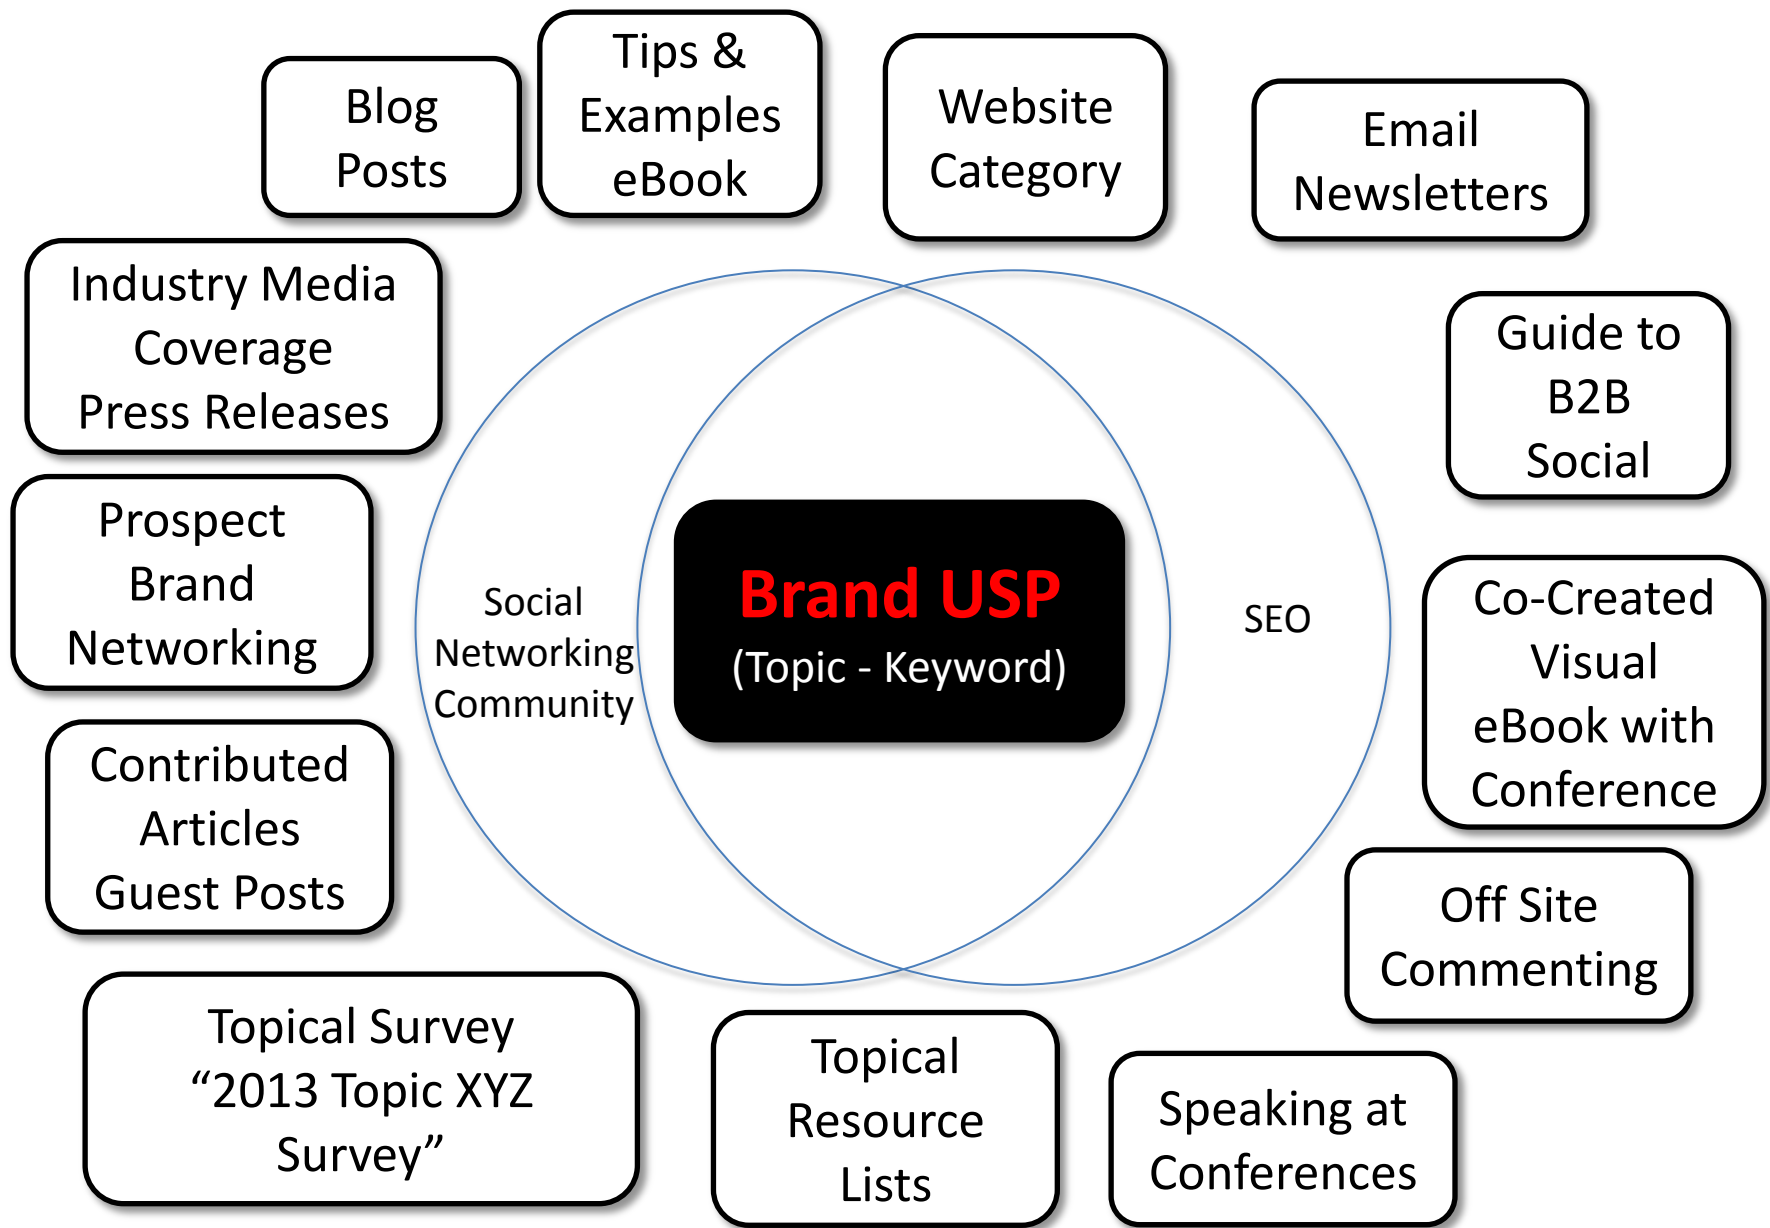 Blog
Posts
Tips &
Examples
eBook
Website
Category
Email
Newsletters
Industry Media
Coverage
Press Releases
Guide to
B2B
Social
Prospect
Brand
Networking
Social
Networking
Community
Brand USP
(Topic - Keyword)
SEO
Co-Created
Visual
eBook with
Conference
Contributed
Articles
Guest Posts
Off Site
Commenting
Topical Survey
“2013 Topic XYZ
Survey”
Topical
Resource
Lists
Speaking at
Conferences